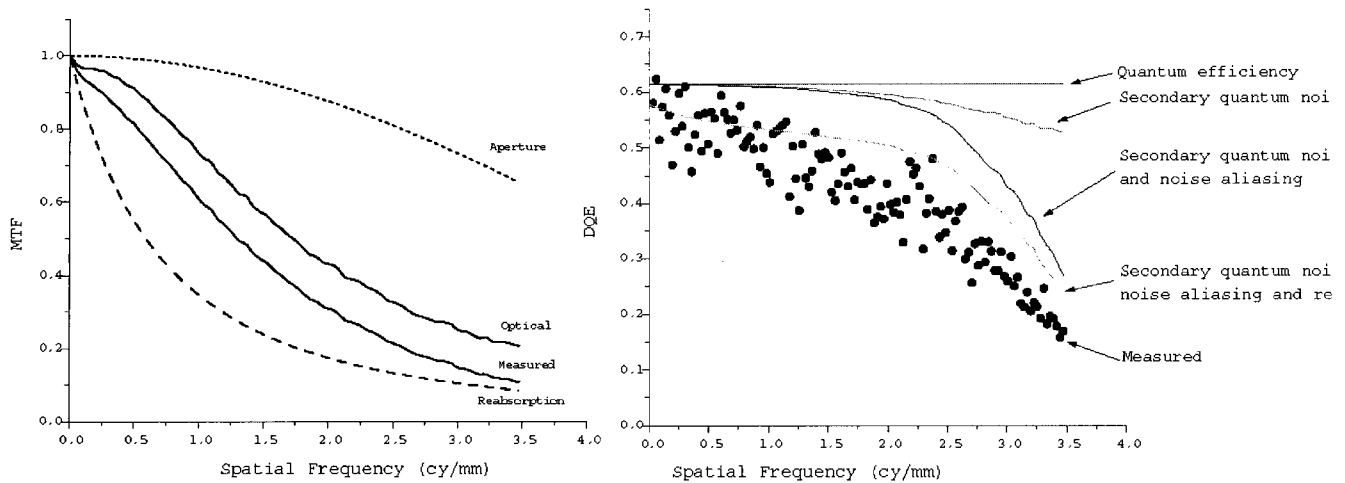 1.0
0.8
0.6
0.4
0.2
0.0
MTF
Aperture
Optical
Measured
Reabsorption
0.0 0.5 1.0 1.5 2.0 2.5 3.0 3.5 4.0
Spatial Frequency (cy/mm)
0.7
0.6
0.5
0.4
0.3
0.2
0.1
0.0
DQE
Quantum efficiency
Secondary quantum noi
Secondary quantum noi
and noise aliasing
Secondary quantum noi
noise aliasing and re
Measured
0.0 0.5 1.0 1.5 2.0 2.5 3.0 3.5 4.0
Spatial Frequency (cy/mm)